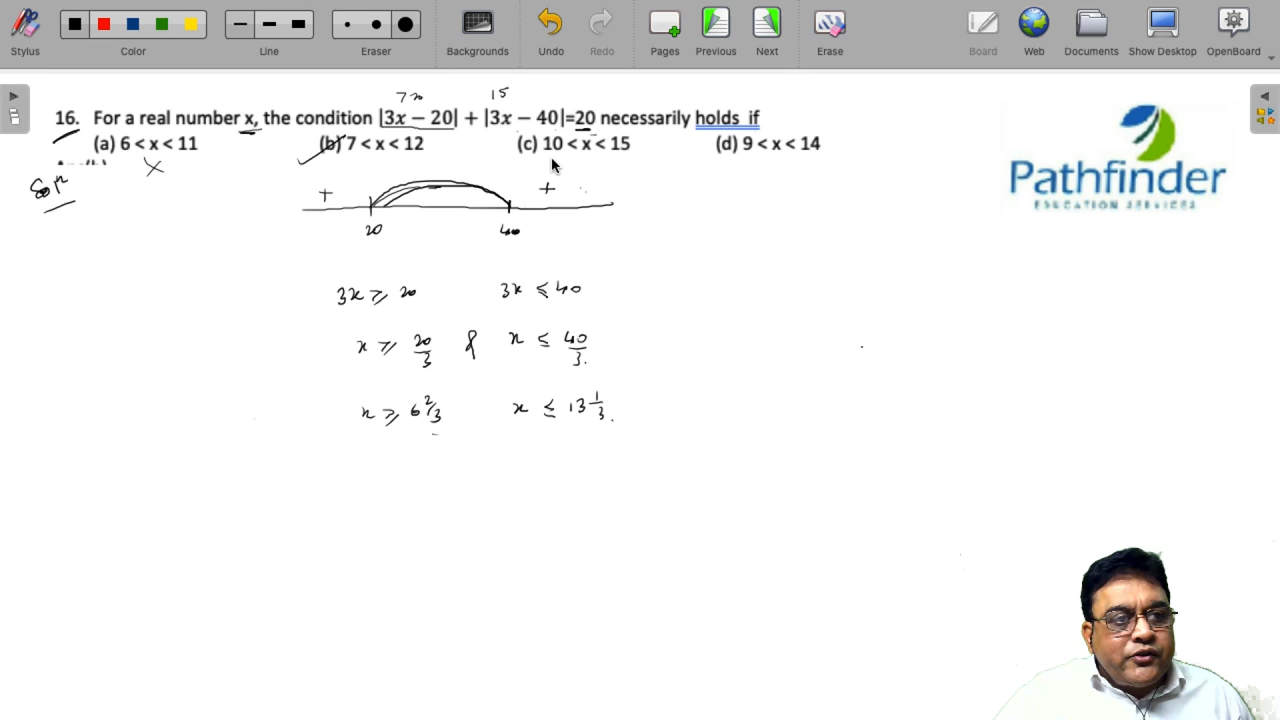 Stylus Color Line Eraser Backgrounds Undo Redo Pages Previous Next Erase Board Web Documents Show Desktop OpenBoard
7x 15
16. For a real number x, the condition |3x − 20| + |3x − 40|=20 necessarily holds if
(a) 6 < x < 11 (b) 7 < x < 12 (c) 10 < x < 15 (d) 9 < x < 14
Pathfinder
EDUCATION SERVICES
Solⁿ
+ +
20 40
3x ≥ 20 3x ≤ 40
x ≥ 20/3 & x ≤ 40/3.
x ≥ 6 2/3 x ≤ 13 1/3.